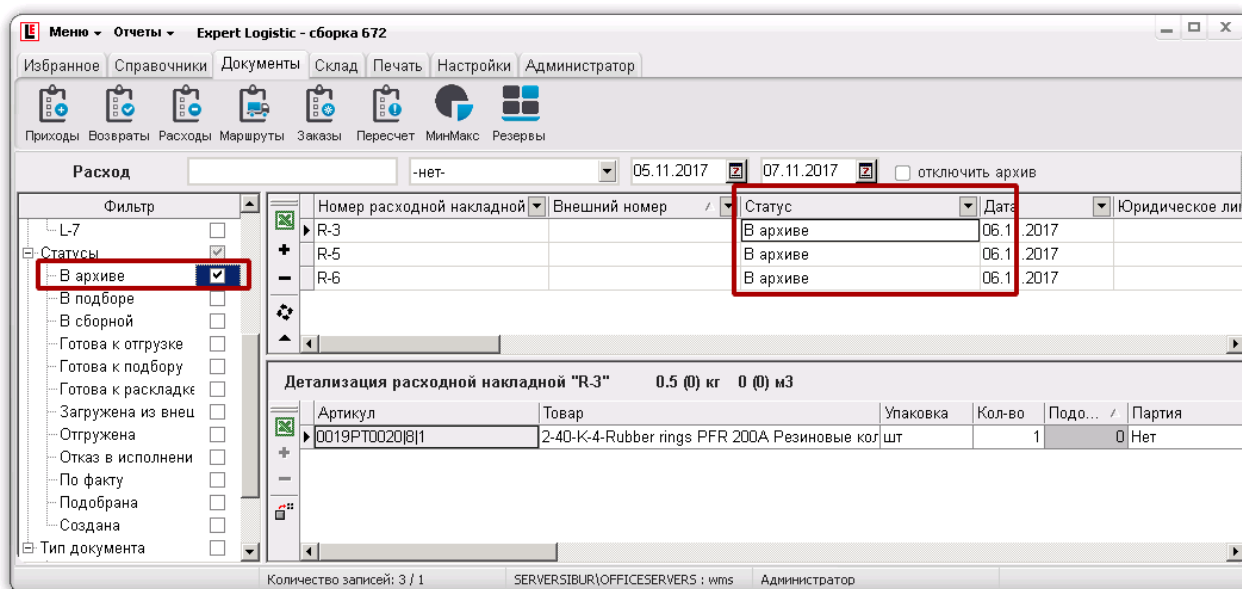 LE Меню Отчеты Expert Logistic - сборка 672
Избранное Справочники Документы Склад Печать Настройки Администратор
Приходы Возвраты Расходы Маршруты Заказы Пересчет МинМакс Резервы
Расход -нет- 05.11.2017 07.11.2017 отключить архив
Фильтр
L-7
Статусы
В архиве
В подборе
В сборной
Готова к отгрузке
Готова к подбору
Готова к раскладке
Загружена из внеш
Отгружена
Отказ в исполнени
По факту
Подобрана
Создана
Тип документа
Номер расходной накладной Внешний номер Статус Дата Юридическое ли
R-3 В архиве 06.1 .2017
R-5 В архиве 06.1 .2017
R-6 В архиве 06.1 .2017
Детализация расходной накладной "R-3" 0.5 (0) кг 0 (0) м3
Артикул Товар Упаковка Кол-во Подо... Партия
0019PT0020|8|1 2-40-K-4-Rubber rings PFR 200A Резиновые кол шт 1 0 Нет
Количество записей: 3 / 1 SERVERSIBUR\OFFICESERVERS : wms Администратор